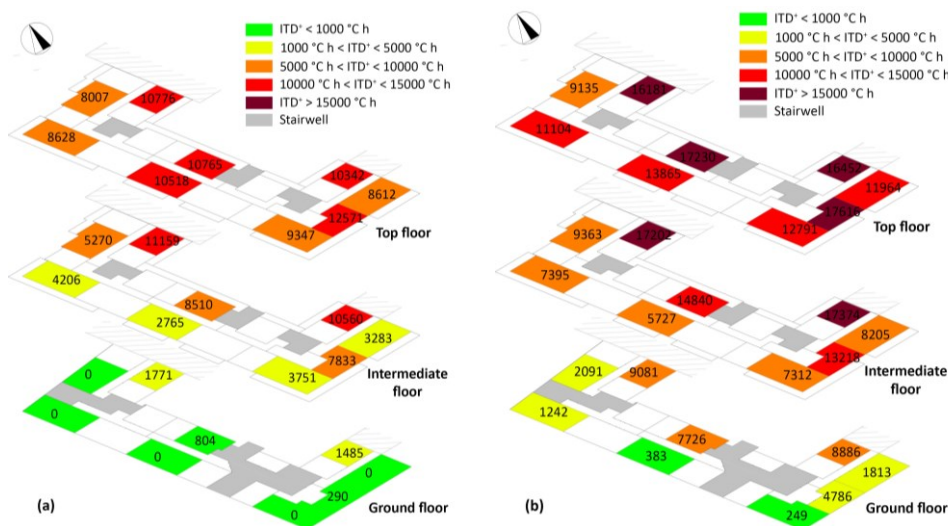 ITD⁺ < 1000 °C h
1000 °C h < ITD⁺ < 5000 °C h
5000 °C h < ITD⁺ < 10000 °C h
10000 °C h < ITD⁺ < 15000 °C h
ITD⁺ > 15000 °C h
Stairwell
8007
10776
8628
10765
10518
10342
8612
12571
9347
Top floor
5270
11159
4206
8510
2765
10560
3283
7833
3751
Intermediate
floor
0
1771
0
804
0
1485
0
290
0
(a)
Ground floor
ITD⁺ < 1000 °C h
1000 °C h < ITD⁺ < 5000 °C h
5000 °C h < ITD⁺ < 10000 °C h
10000 °C h < ITD⁺ < 15000 °C h
ITD⁺ > 15000 °C h
Stairwell
9135
16181
11104
17230
13865
16452
11964
17616
12791
Top floor
9363
17202
7395
14840
5727
17374
8205
13218
7312
Intermediate
floor
2091
9081
1242
7726
383
8886
1813
4786
249
(b)
Ground floor